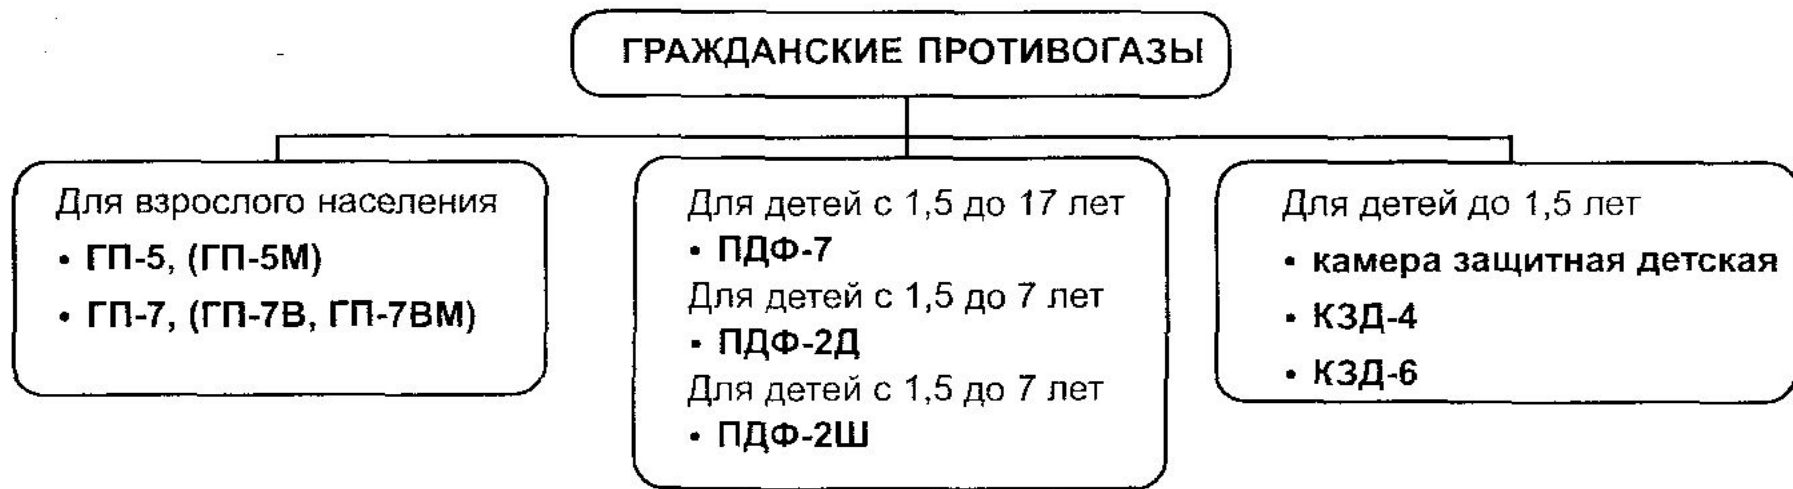 ГРАЖДАНСКИЕ ПРОТИВОГАЗЫ
Для взрослого населения
• ГП-5, (ГП-5М)
• ГП-7, (ГП-7В, ГП-7ВМ)
Для детей с 1,5 до 17 лет
• ПДФ-7
Для детей с 1,5 до 7 лет
• ПДФ-2Д
Для детей с 1,5 до 7 лет
• ПДФ-2Ш
Для детей до 1,5 лет
• камера защитная детская
• КЗД-4
• КЗД-6